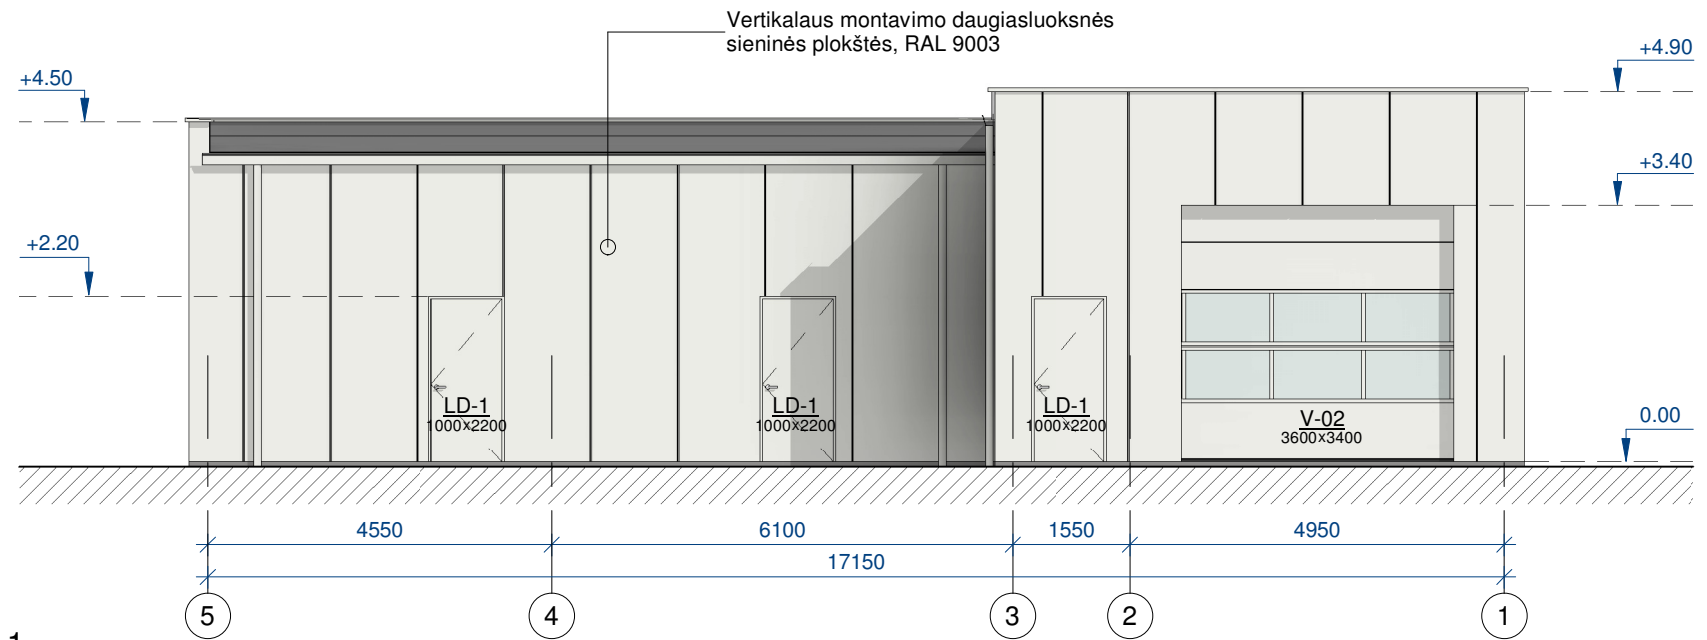 Vertikalaus montavimo daugiasluoksnės
sieninės plokštės, RAL 9003
+4.50
+4.90
+3.40
+2.20
LD-1
1000x2200
LD-1
1000x2200
LD-1
1000x2200
V-02
3600x3400
0.00
4550
6100
1550
4950
17150
5
4
3
2
1
1